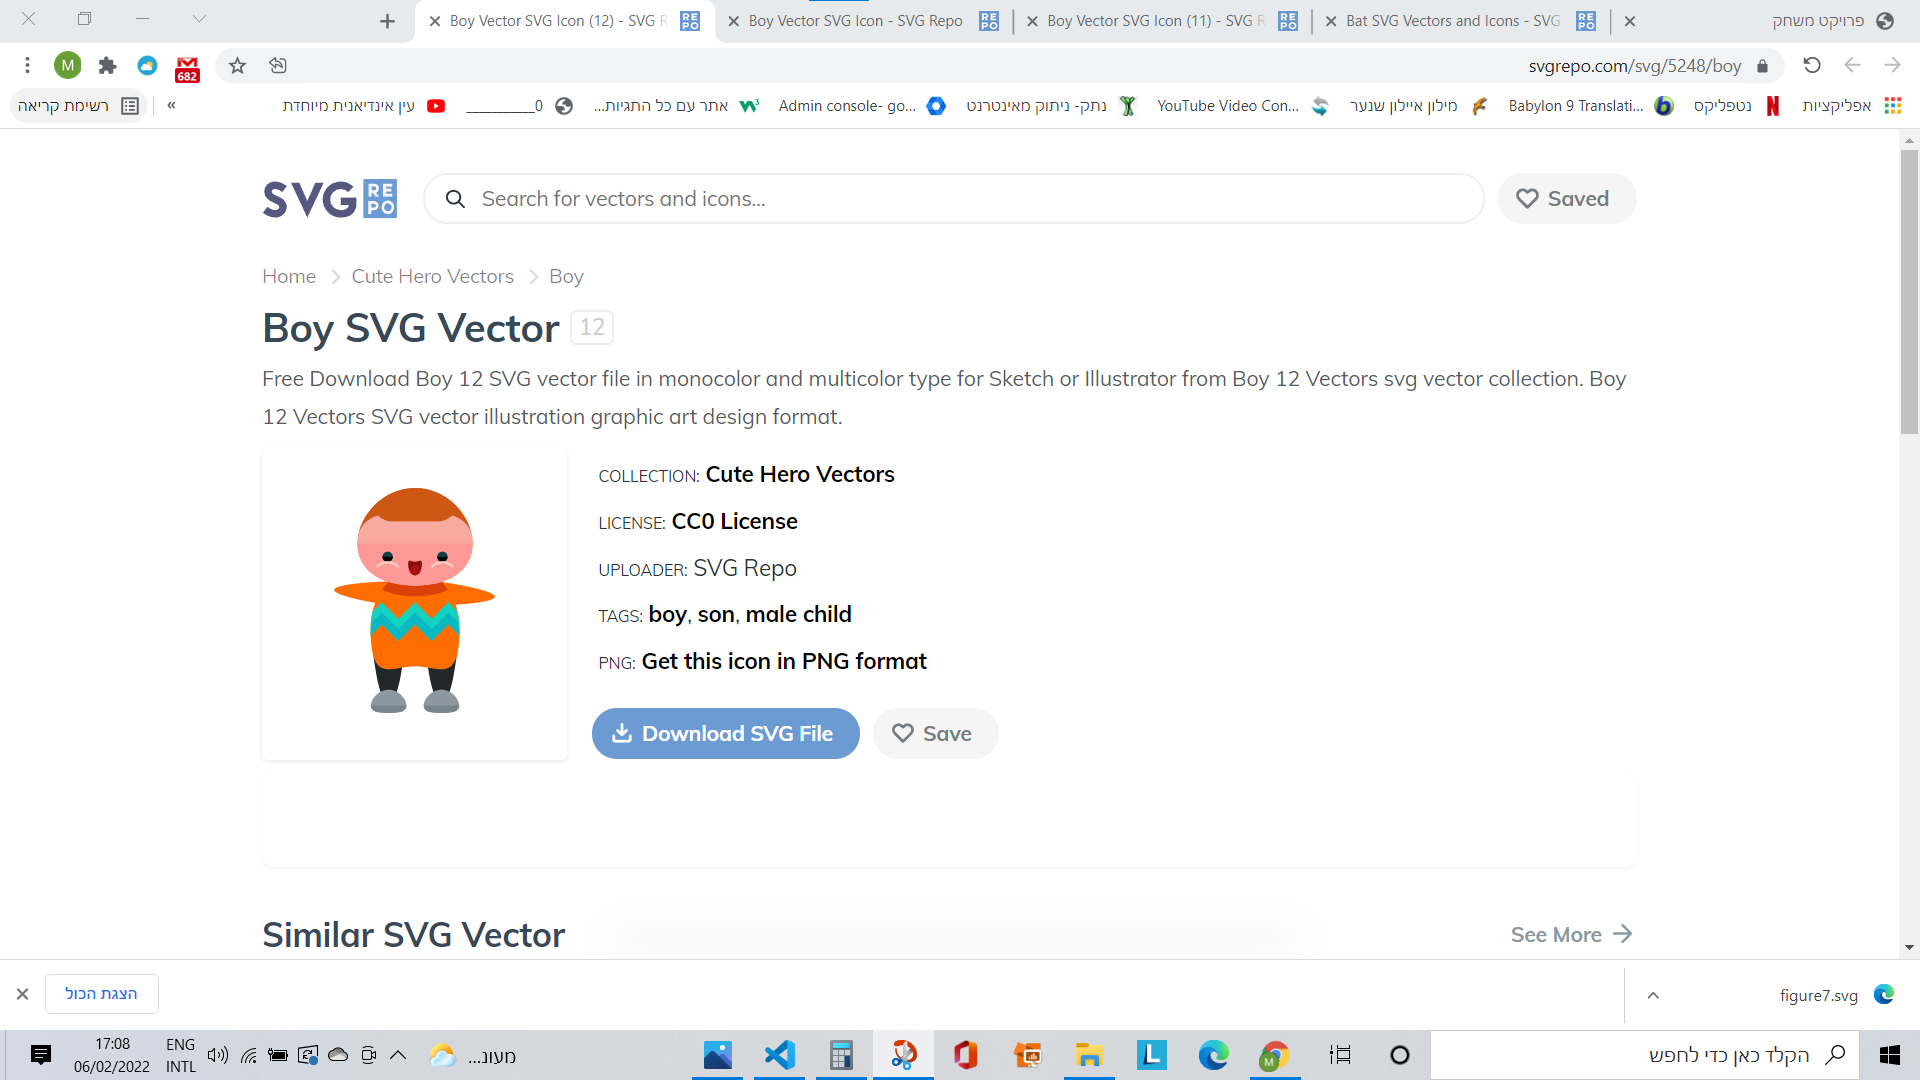 Boy Vector SVG Icon (12) - SVG R
Boy Vector SVG Icon - SVG Repo
Boy Vector SVG Icon (11) - SVG R
Bat SVG Vectors and Icons - SVG
פרויקט משחק
M
682
svgrepo.com/svg/5248/boy
רשימת קריאה
«
עין אינדיאנית מיוחדת
__________0
אתר עם כל התגיות...
Admin console- go...
נתק- ניתוק מאינטרנט
YouTube Video Con...
מילון איילון שנער
Babylon 9 Translati...
נטפליקס
אפליקציות
SVG RE PO
Search for vectors and icons...
Saved
Home
Cute Hero Vectors
Boy
Boy SVG Vector 12
Free Download Boy 12 SVG vector file in monocolor and multicolor type for Sketch or Illustrator from Boy 12 Vectors svg vector collection. Boy
12 Vectors SVG vector illustration graphic art design format.
COLLECTION: Cute Hero Vectors
LICENSE: CC0 License
UPLOADER: SVG Repo
TAGS: boy, son, male child
PNG: Get this icon in PNG format
Download SVG File
Save
Similar SVG Vector
See More
הצגת הכול
figure7.svg
17:08
06/02/2022
ENG
INTL
מעונ...
הקלד כאן כדי לחפש